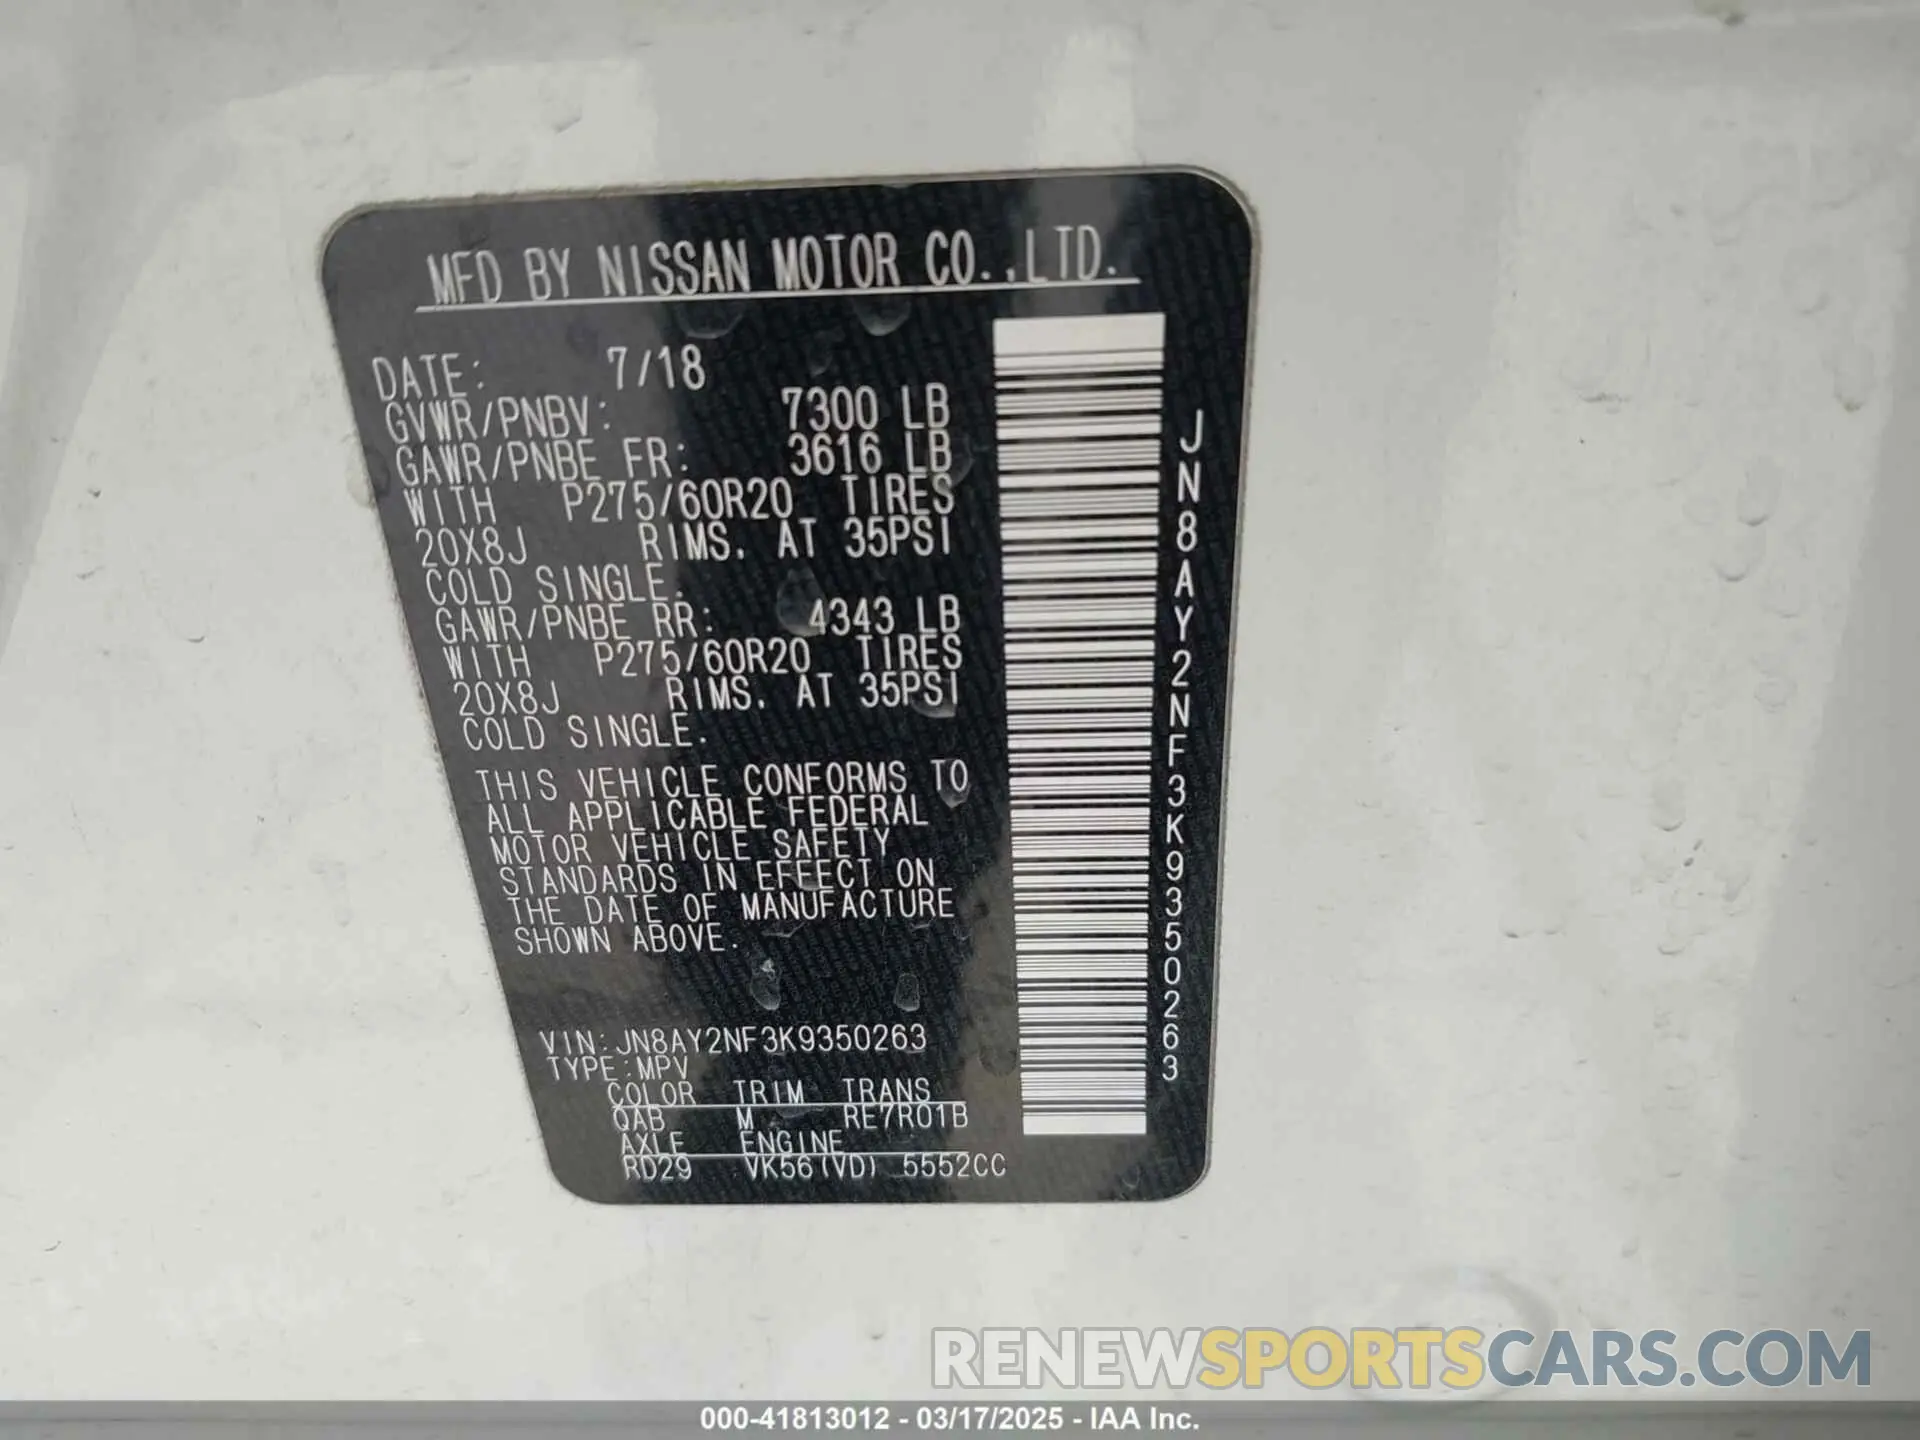 MFD BY NISSAN MOTOR CO.,LTD.
DATE: 7/18
GVWR/PNBV: 7300 LB
GAWR/PNBE FR: 3616 LB
WITH P275/60R20 TIRES
20X8J RIMS. AT 35PSI
COLD SINGLE.
GAWR/PNBE RR: 4343 LB
WITH P275/60R20 TIRES
20X8J RIMS. AT 35PSI
COLD SINGLE.
THIS VEHICLE CONFORMS TO
ALL APPLICABLE FEDERAL
MOTOR VEHICLE SAFETY
STANDARDS IN EFFECT ON
THE DATE OF MANUFACTURE
SHOWN ABOVE.
VIN:JN8AY2NF3K9350263
TYPE:MPV
COLOR TRIM TRANS
QAB M RE7R01B
AXLE ENGINE
RD29 VK56(VD) 5552CC
JN8AY2NF3K9350263
RENEWSPORTSCARS.COM
000-41813012 - 03/17/2025 - IAA Inc.